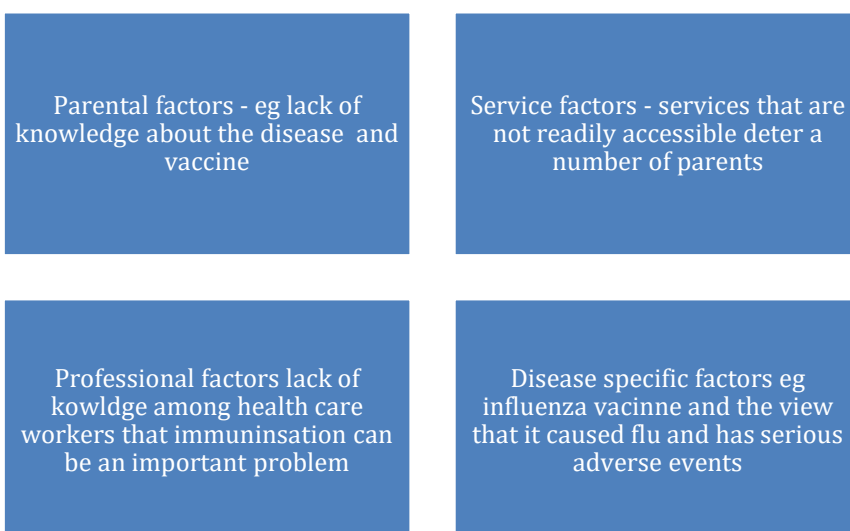 Parental factors - eg lack of
knowledge about the disease  and
vaccine
Service factors - services that are
not readily accessible deter a
number of parents
Professional factors lack of
kowldge among health care
workers that immuninsation can
be an important problem
Disease specific factors eg
influenza vacinne and the view
that it caused flu and has serious
adverse events